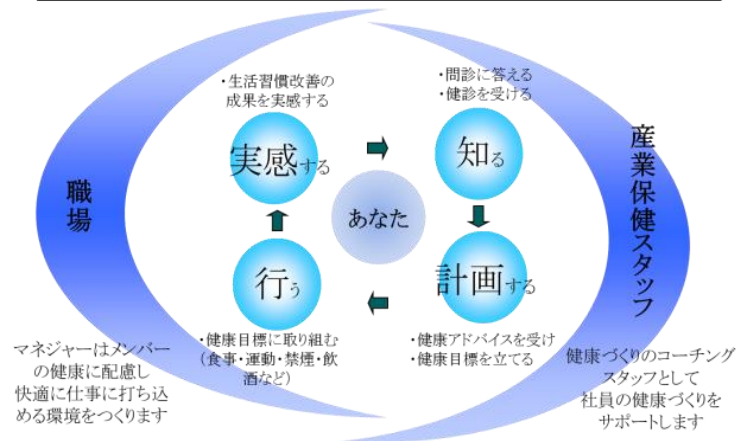 ・生活習慣改善の
成果を実感する
・問診に答える
・健診を受ける
実感する
知る
あなた
職場
産業保健スタッフ
行う
計画する
・健康目標に取り組む
（食事・運動・禁煙・飲
酒など）
・健康アドバイスを受け
・健康目標を立てる
マネジャーはメンバー
の健康に配慮し
快適に仕事に打ち込
める環境をつくります
健康づくりのコーチング
スタッフとして
社員の健康づくりを
サポートします